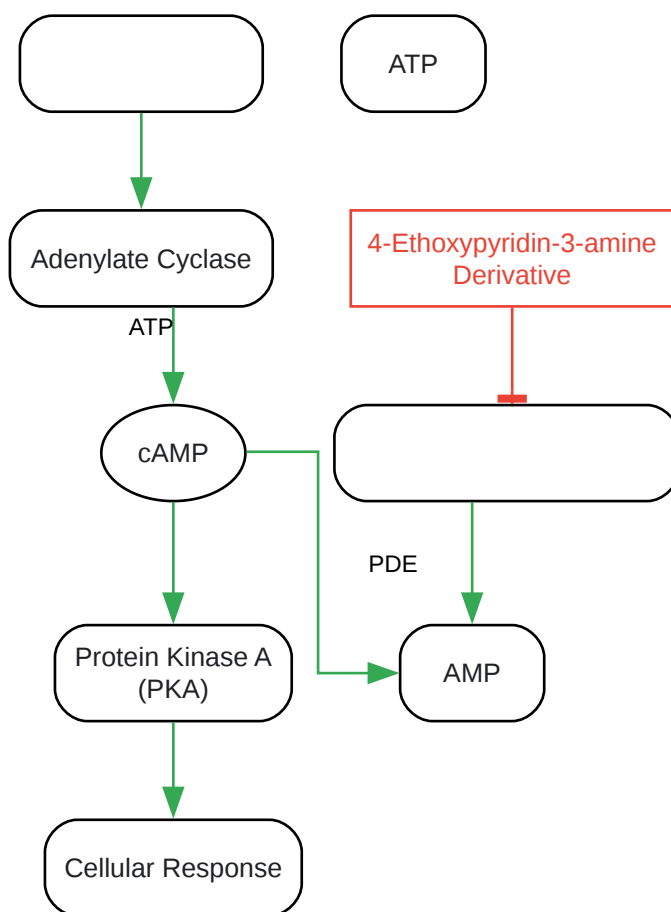 ATP
Adenylate Cyclase
4-Ethoxypyridin-3-amine
Derivative
ATP
cAMP
PDE
Protein Kinase A
(PKA)
AMP
Cellular Response